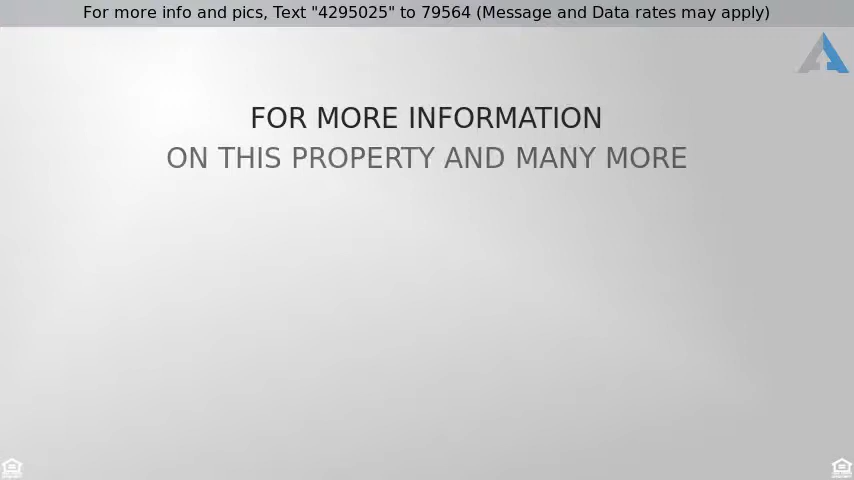 For more info and pics, Text "4295025" to 79564 (Message and Data rates may apply)
FOR MORE INFORMATION
ON THIS PROPERTY AND MANY MORE